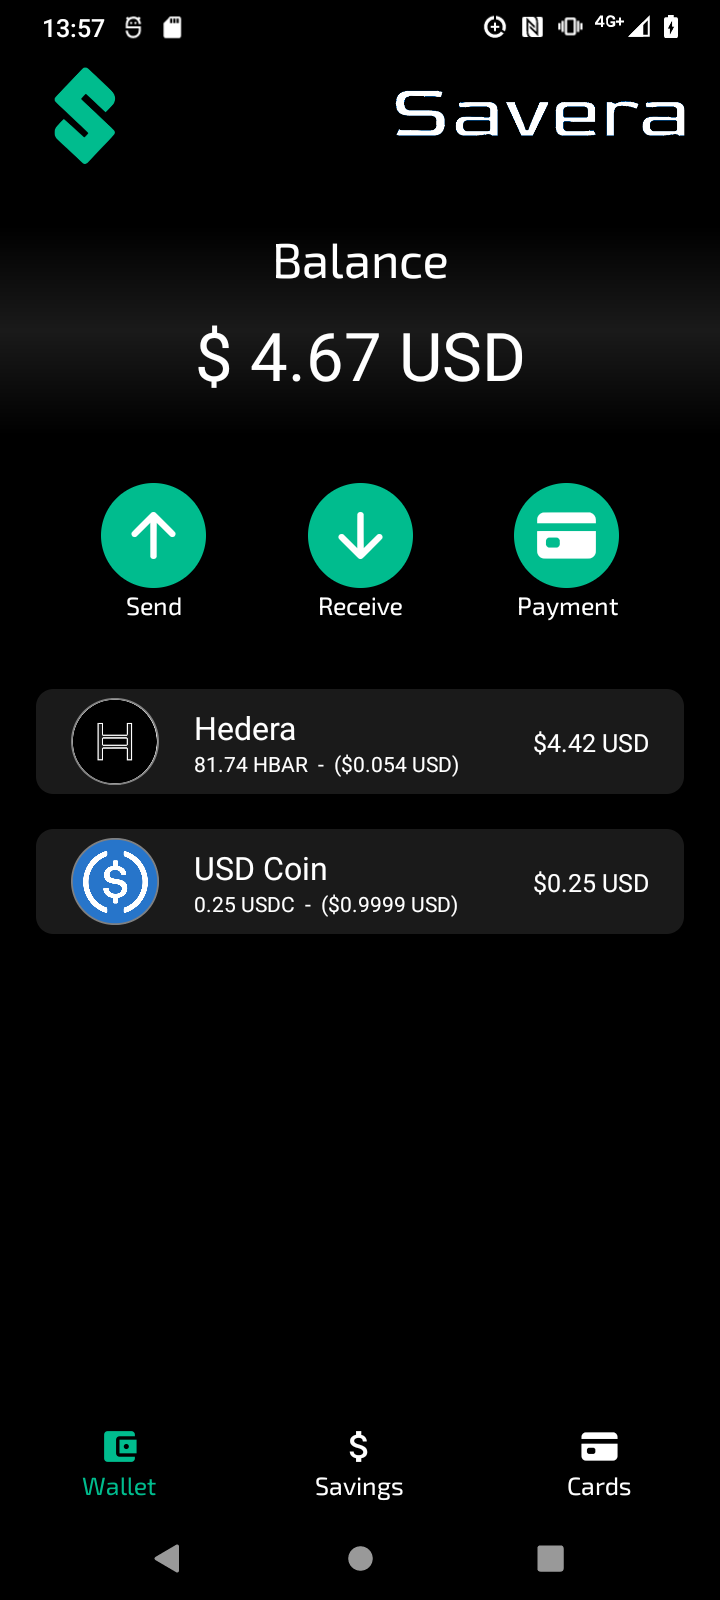 13:57
4G+
Savera
Balance
$ 4.67 USD
Send
Receive
Payment
Hedera
81.74 HBAR - ($0.054 USD)
$4.42 USD
USD Coin
0.25 USDC - ($0.9999 USD)
$0.25 USD
Wallet
Savings
Cards